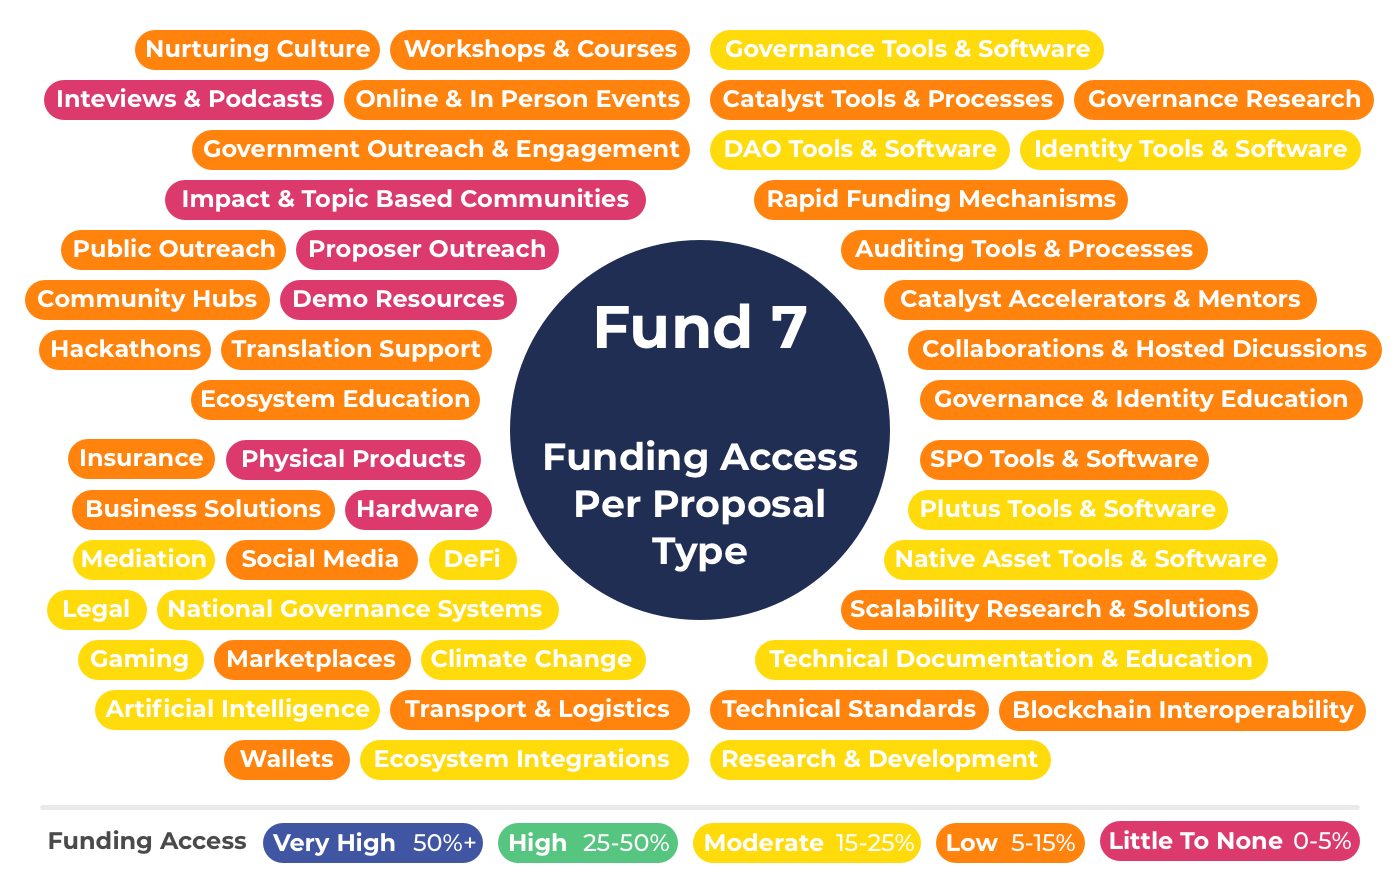 Nurturing Culture Workshops & Courses Governance Tools & Software
Inteviews & Podcasts Online & In Person Events Catalyst Tools & Processes Governance Research
Government Outreach & Engagement DAO Tools & Software Identity Tools & Software
Impact & Topic Based Communities Rapid Funding Mechanisms
Public Outreach Proposer Outreach Auditing Tools & Processes
Community Hubs Demo Resources Catalyst Accelerators & Mentors
Hackathons Translation Support Collaborations & Hosted Dicussions
Ecosystem Education Governance & Identity Education
Fund 7
Funding Access
Per Proposal
Type
Insurance Physical Products SPO Tools & Software
Business Solutions Hardware Plutus Tools & Software
Mediation Social Media DeFi Native Asset Tools & Software
Legal National Governance Systems Scalability Research & Solutions
Gaming Marketplaces Climate Change Technical Documentation & Education
Artificial Intelligence Transport & Logistics Technical Standards Blockchain Interoperability
Wallets Ecosystem Integrations Research & Development
Funding Access Very High 50%+ High 25-50% Moderate 15-25% Low 5-15% Little To None 0-5%